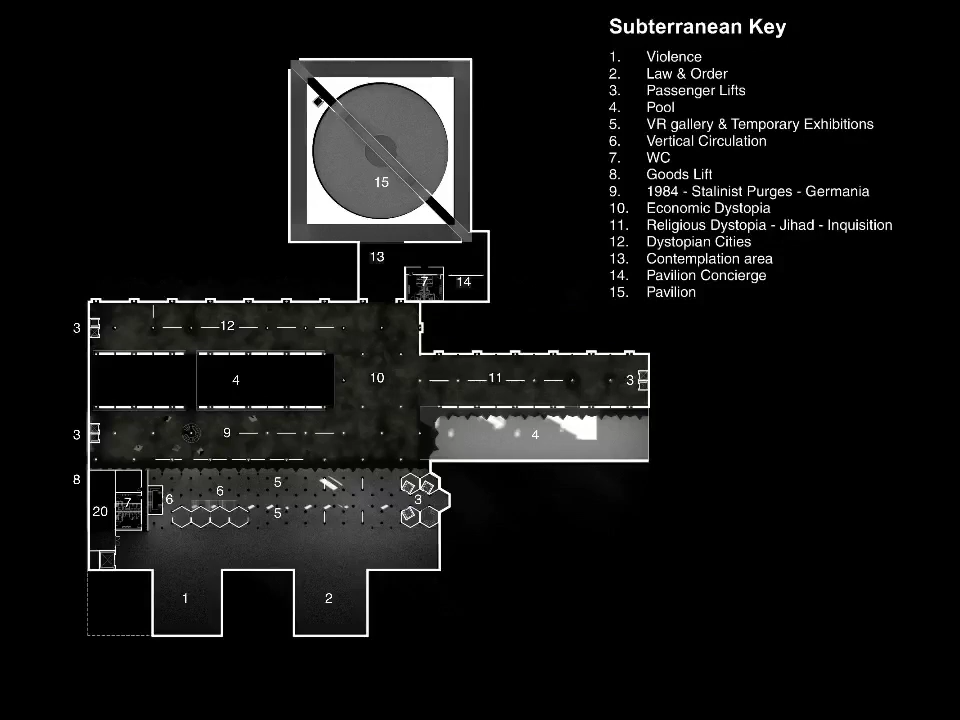 Subterranean Key
1. Violence
2. Law & Order
3. Passenger Lifts
4. Pool
5. VR gallery & Temporary Exhibitions
6. Vertical Circulation
7. WC
8. Goods Lift
9. 1984 - Stalinist Purges - Germania
10. Economic Dystopia
11. Religious Dystopia - Jihad - Inquisition
12. Dystopian Cities
13. Contemplation area
14. Pavilion Concierge
15. Pavilion
15
13
7 14
3 12
4 10 11 3
3 9 4
8 5
6 6 3
7 5
20
1 2